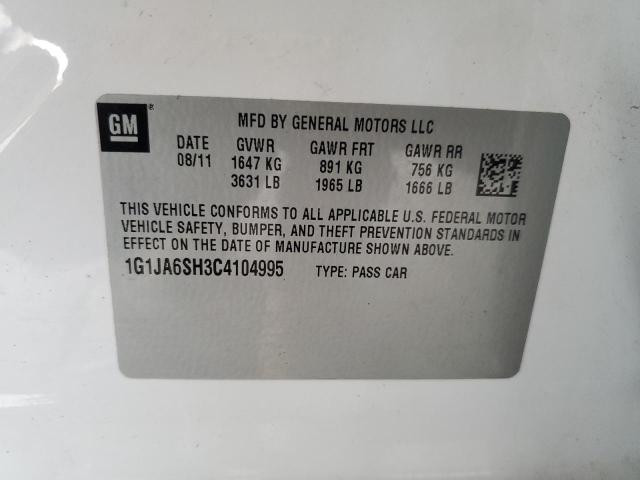 GM ®
MFD BY GENERAL MOTORS LLC
DATE GVWR GAWR FRT GAWR RR
08/11 1647 KG 891 KG 756 KG
3631 LB 1965 LB 1666 LB
THIS VEHICLE CONFORMS TO ALL APPLICABLE U.S. FEDERAL MOTOR
VEHICLE SAFETY, BUMPER, AND THEFT PREVENTION STANDARDS IN
EFFECT ON THE DATE OF MANUFACTURE SHOWN ABOVE.
1G1JA6SH3C4104995 TYPE: PASS CAR